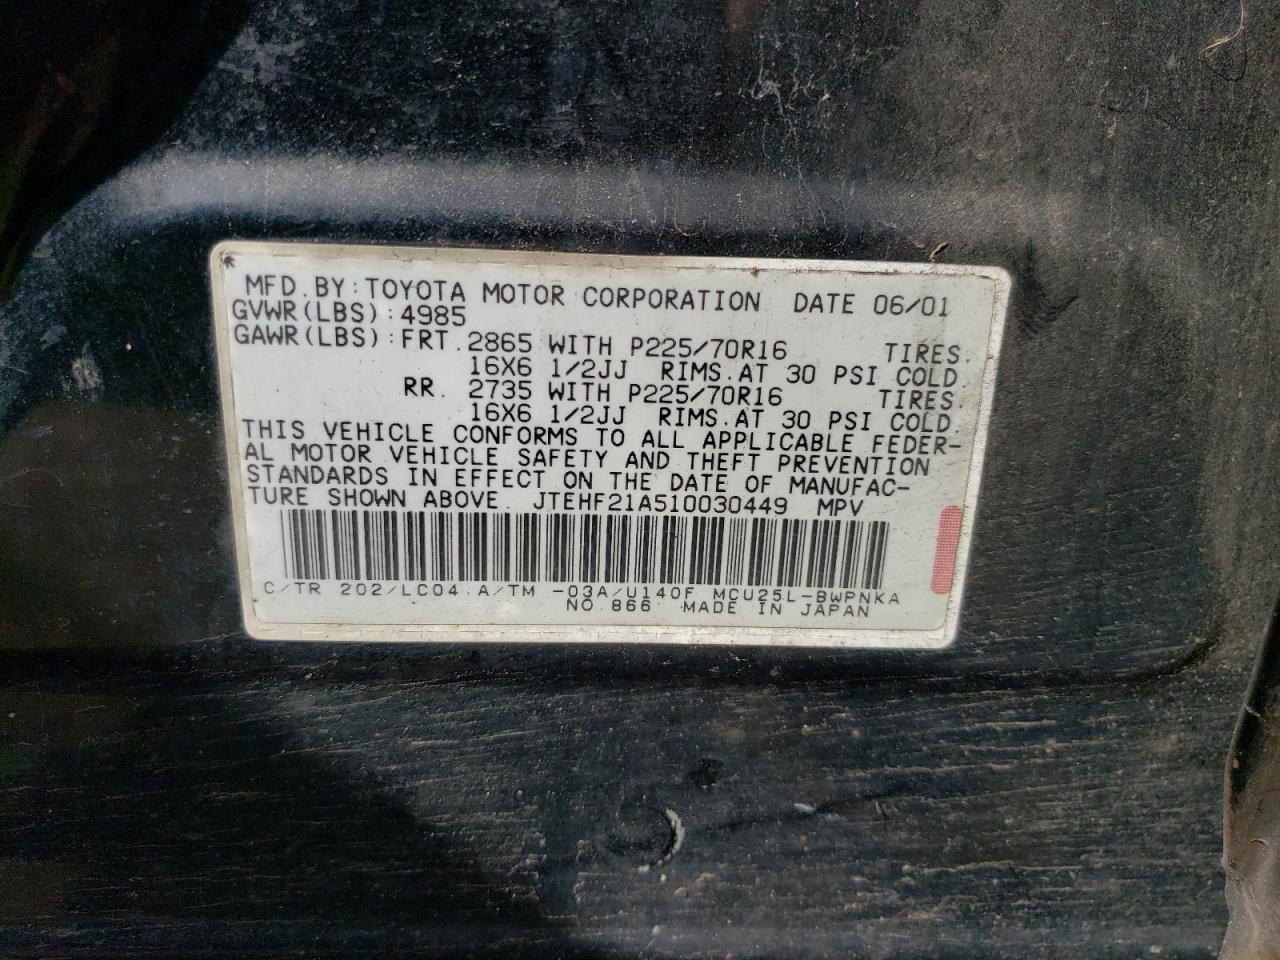 MFD. BY: TOYOTA MOTOR CORPORATION DATE 06/01
GVWR(LBS):4985
GAWR(LBS):FRT. 2865 WITH P225/70R16 TIRES.
16X6 1/2JJ RIMS.AT 30 PSI COLD.
RR. 2735 WITH P225/70R16 TIRES.
16X6 1/2JJ RIMS.AT 30 PSI COLD.
THIS VEHICLE CONFORMS TO ALL APPLICABLE FEDER-
AL MOTOR VEHICLE SAFETY AND THEFT PREVENTION
STANDARDS IN EFFECT ON THE DATE OF MANUFAC-
TURE SHOWN ABOVE. JTEHF21A510030449 MPV
C/TR 202/LC04 A/TM -03A/U140F MCU25L-BWPNKA
NO.866 MADE IN JAPAN